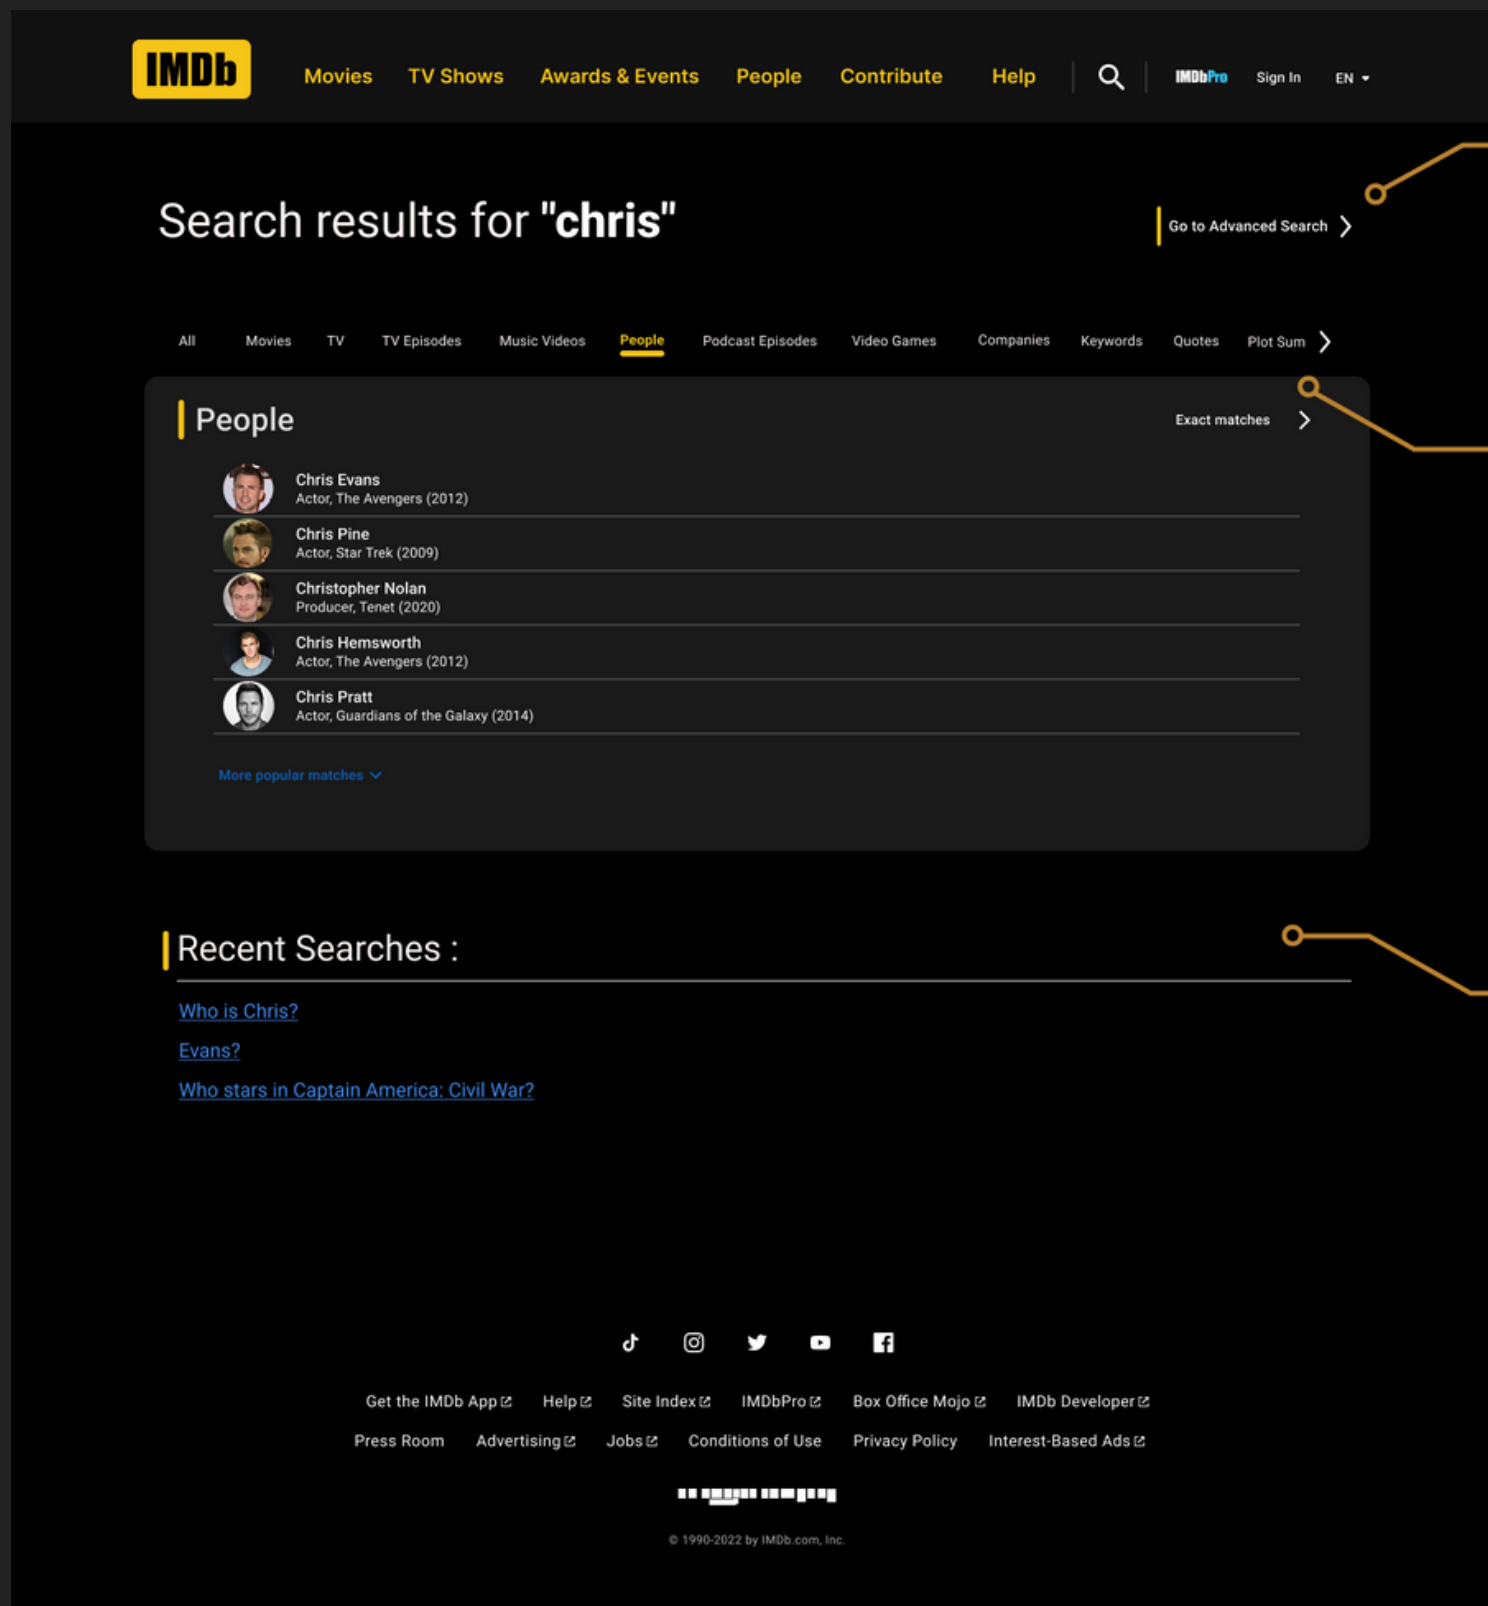 IMDb Movies TV Shows Awards & Events People Contribute Help IMDbPro Sign In EN
Search results for "chris"
Go to Advanced Search
All Movies TV TV Episodes Music Videos People Podcast Episodes Video Games Companies Keywords Quotes Plot Sum
People
Exact matches
Chris Evans
Actor, The Avengers (2012)
Chris Pine
Actor, Star Trek (2009)
Christopher Nolan
Producer, Tenet (2020)
Chris Hemsworth
Actor, The Avengers (2012)
Chris Pratt
Actor, Guardians of the Galaxy (2014)
More popular matches
Recent Searches :
Who is Chris?
Evans?
Who stars in Captain America: Civil War?
Get the IMDb App Help Site Index IMDbPro Box Office Mojo IMDb Developer
Press Room Advertising Jobs Conditions of Use Privacy Policy Interest-Based Ads
© 1990-2022 by IMDb.com, Inc.